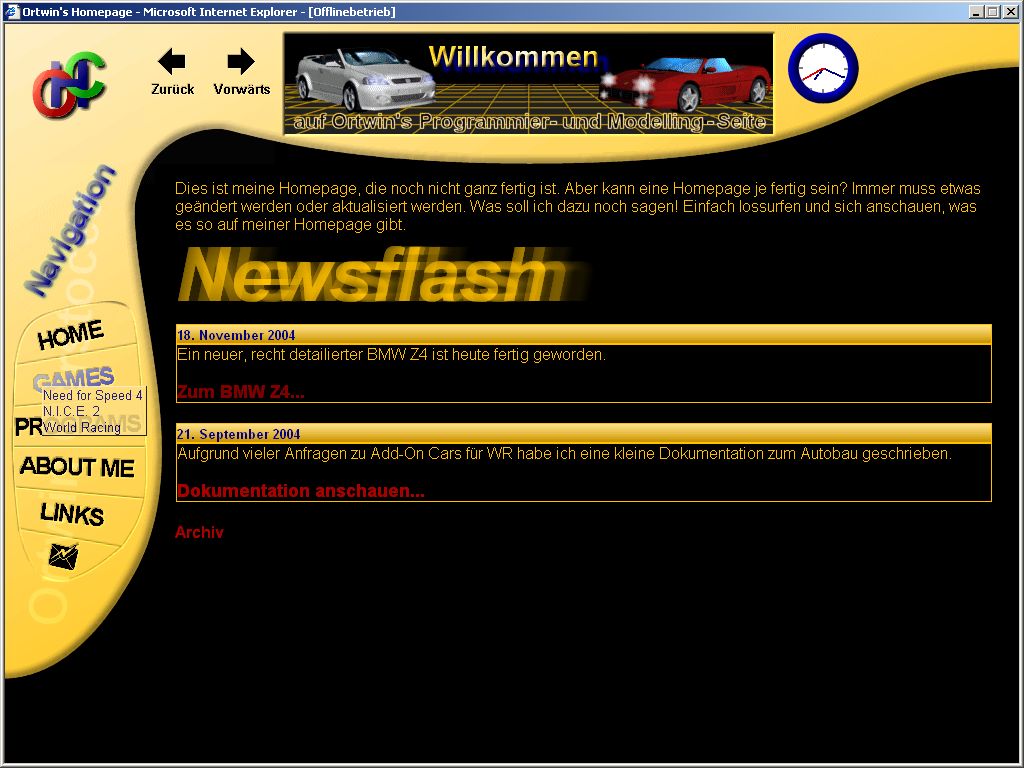 Ortwin's Homepage - Microsoft Internet Explorer - [Offlinebetrieb]
Zurück
Vorwärts
Willkommen
auf Ortwin's Programmier- und Modelling-Seite
Navigation
HOME
GAMES
Need for Speed 4
N.I.C.E. 2
World Racing
PROGRAMS
ABOUT ME
LINKS
Dies ist meine Homepage, die noch nicht ganz fertig ist. Aber kann eine Homepage je fertig sein? Immer muss etwas
geändert werden oder aktualisiert werden. Was soll ich dazu noch sagen! Einfach lossurfen und sich anschauen, was
es so auf meiner Homepage gibt.
Newsflash
18. November 2004
Ein neuer, recht detailierter BMW Z4 ist heute fertig geworden.
Zum BMW Z4...
21. September 2004
Aufgrund vieler Anfragen zu Add-On Cars für WR habe ich eine kleine Dokumentation zum Autobau geschrieben.
Dokumentation anschauen...
Archiv